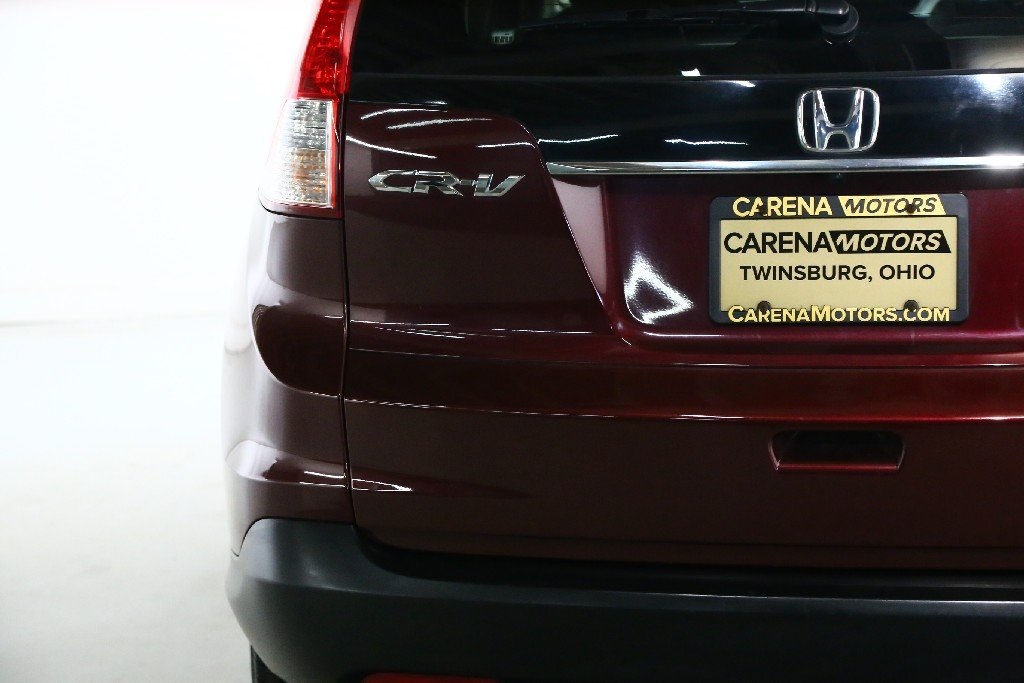 CR-V
CARENA MOTORS
CARENA MOTORS
TWINSBURG, OHIO
CARENAMOTORS.COM